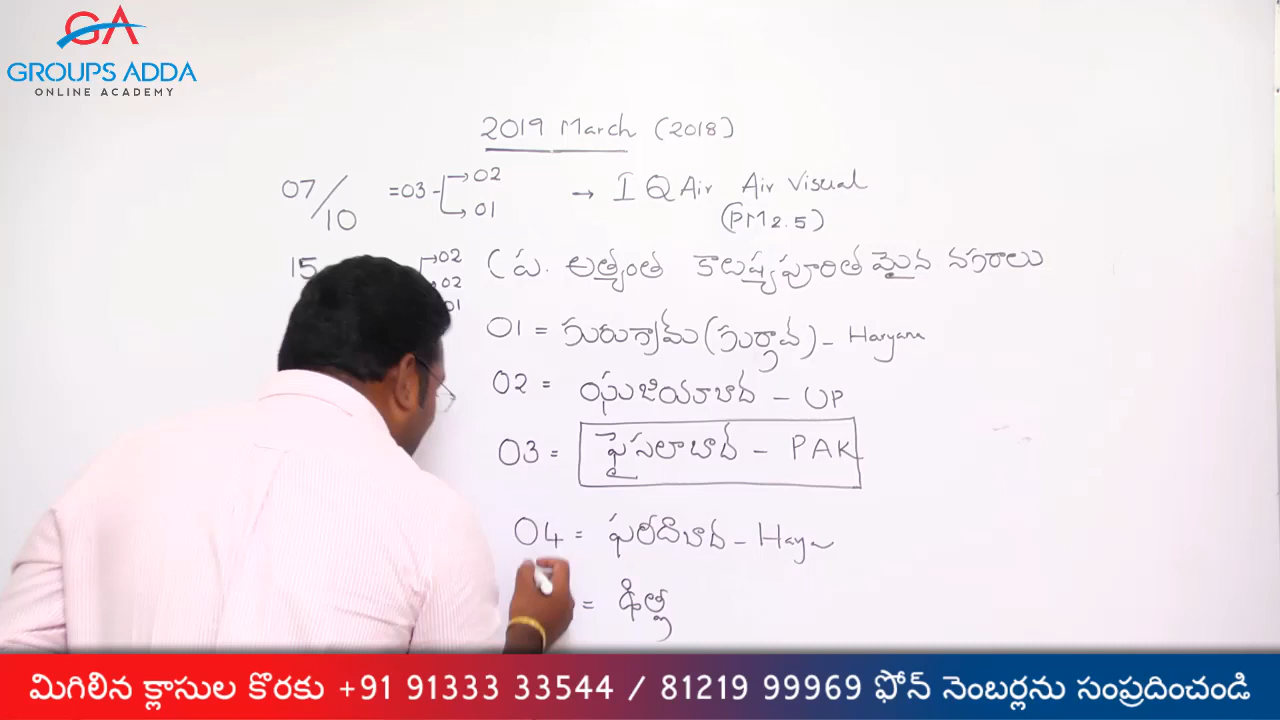 GA
GROUPS ADDA
ONLINE ACADEMY
2019 March (2018)
07/10 =03 → 02
→ 01
→ IQ Air Air Visual
(PM2.5)
15
02
02
01
(ప్ర. అత్యంత కాలుష్యపూరితమైన నగరాలు
01 = గురుగ్రామ్ (గుర్గావ్) - Haryana
02 = ఘజియాబాద్ - UP
03 = ఫైసలాబాద్ - PAK
04 = ఫరీదాబాద్ -
=
మిగిలిన క్లాసుల కొరకు +91 91333 33544 / 81219 99969 ఫోన్ నెంబర్లను సంప్రదించండి